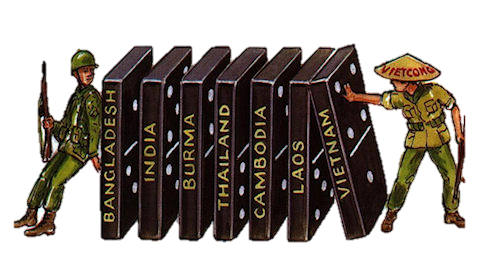 BANGLADESH
INDIA
BURMA
THAILAND
CAMBODIA
LAOS
VIETNAM
VIETCONG